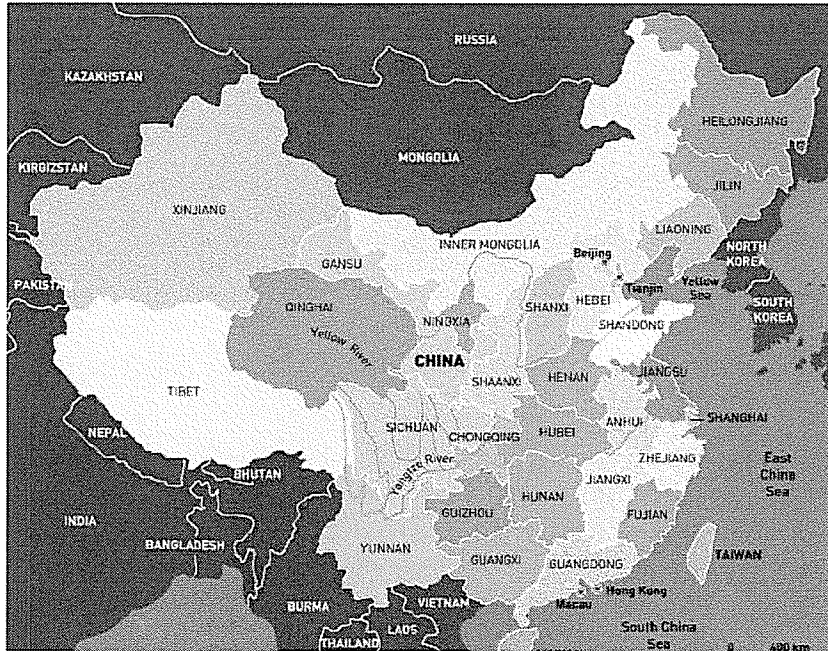 RUSSIA
KAZAKHSTAN
HEILONGJIANG
MONGOLIA
KIRGIZSTAN
JILIN
XINJIANG
LIAONING
INNER MONGOLIA
NORTH
KOREA
GANSU
Beijing
PAKISTA
Tianjin
Yellow
Sea
QINGHAI
SHANXI
HEBEI
SOUTH
KOREA
NINGXIA
SHANDONG
Yellow River
CHINA
JIANGSU
SHAANXI
HENAN
TIBET
SHANGHAI
SICHUAN
ANHUI
NEPAL
CHONGQING
HUBEI
ZHEJIANG
East
China
Sea
BHUTAN
Yangtze River
JIANGXI
HUNAN
INDIA
GUIZHOU
FUJIAN
BANGLADESH
YUNNAN
GUANGXI
GUANGDONG
TAIWAN
Hong Kong
Macau
BURMA
VIETNAM
LAOS
South China
Sea
THAILAND
0 400 km